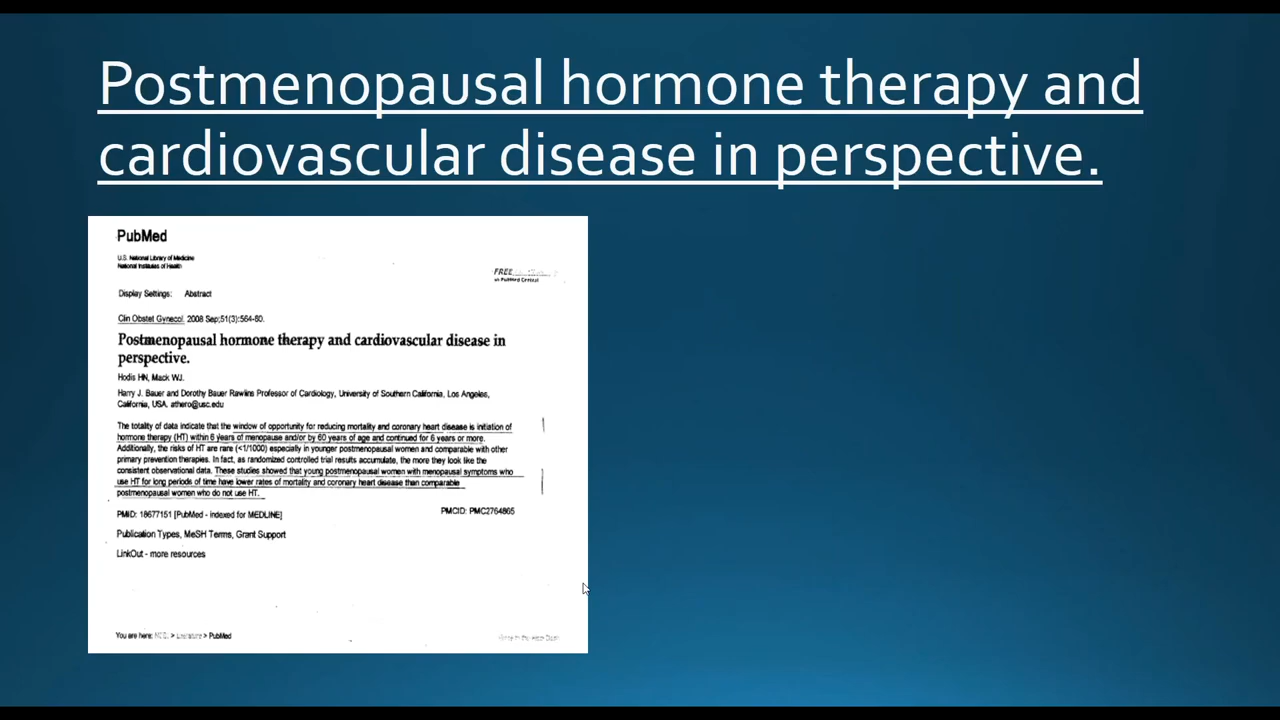 Postmenopausal hormone therapy and
cardiovascular disease in perspective.
PubMed
U.S. National Library of Medicine
National Institutes of Health
FREE
on PubMed Central
Display Settings: Abstract
Clin Obstet Gynecol. 2008 Sep;51(3):564-80.
Postmenopausal hormone therapy and cardiovascular disease in
perspective.
Hodis HN, Mack WJ.
Harry J. Bauer and Dorothy Bauer Rawlins Professor of Cardiology, University of Southern California, Los Angeles,
California, USA. athero@usc.edu
The totality of data indicate that the window of opportunity for reducing mortality and coronary heart disease is initiation of
hormone therapy (HT) within 6 years of menopause and/or by 60 years of age and continued for 6 years or more.
Additionally, the risks of HT are rare (<1/1000) especially in younger postmenopausal women and comparable with other
primary prevention therapies. In fact, as randomized controlled trial results accumulate, the more they look like the
consistent observational data. These studies showed that young postmenopausal women with menopausal symptoms who
use HT for long periods of time have lower rates of mortality and coronary heart disease than comparable
postmenopausal women who do not use HT.
PMID: 18677151 [PubMed - indexed for MEDLINE]
PMCID: PMC2764865
Publication Types, MeSH Terms, Grant Support
LinkOut - more resources
You are here: > Literature > PubMed